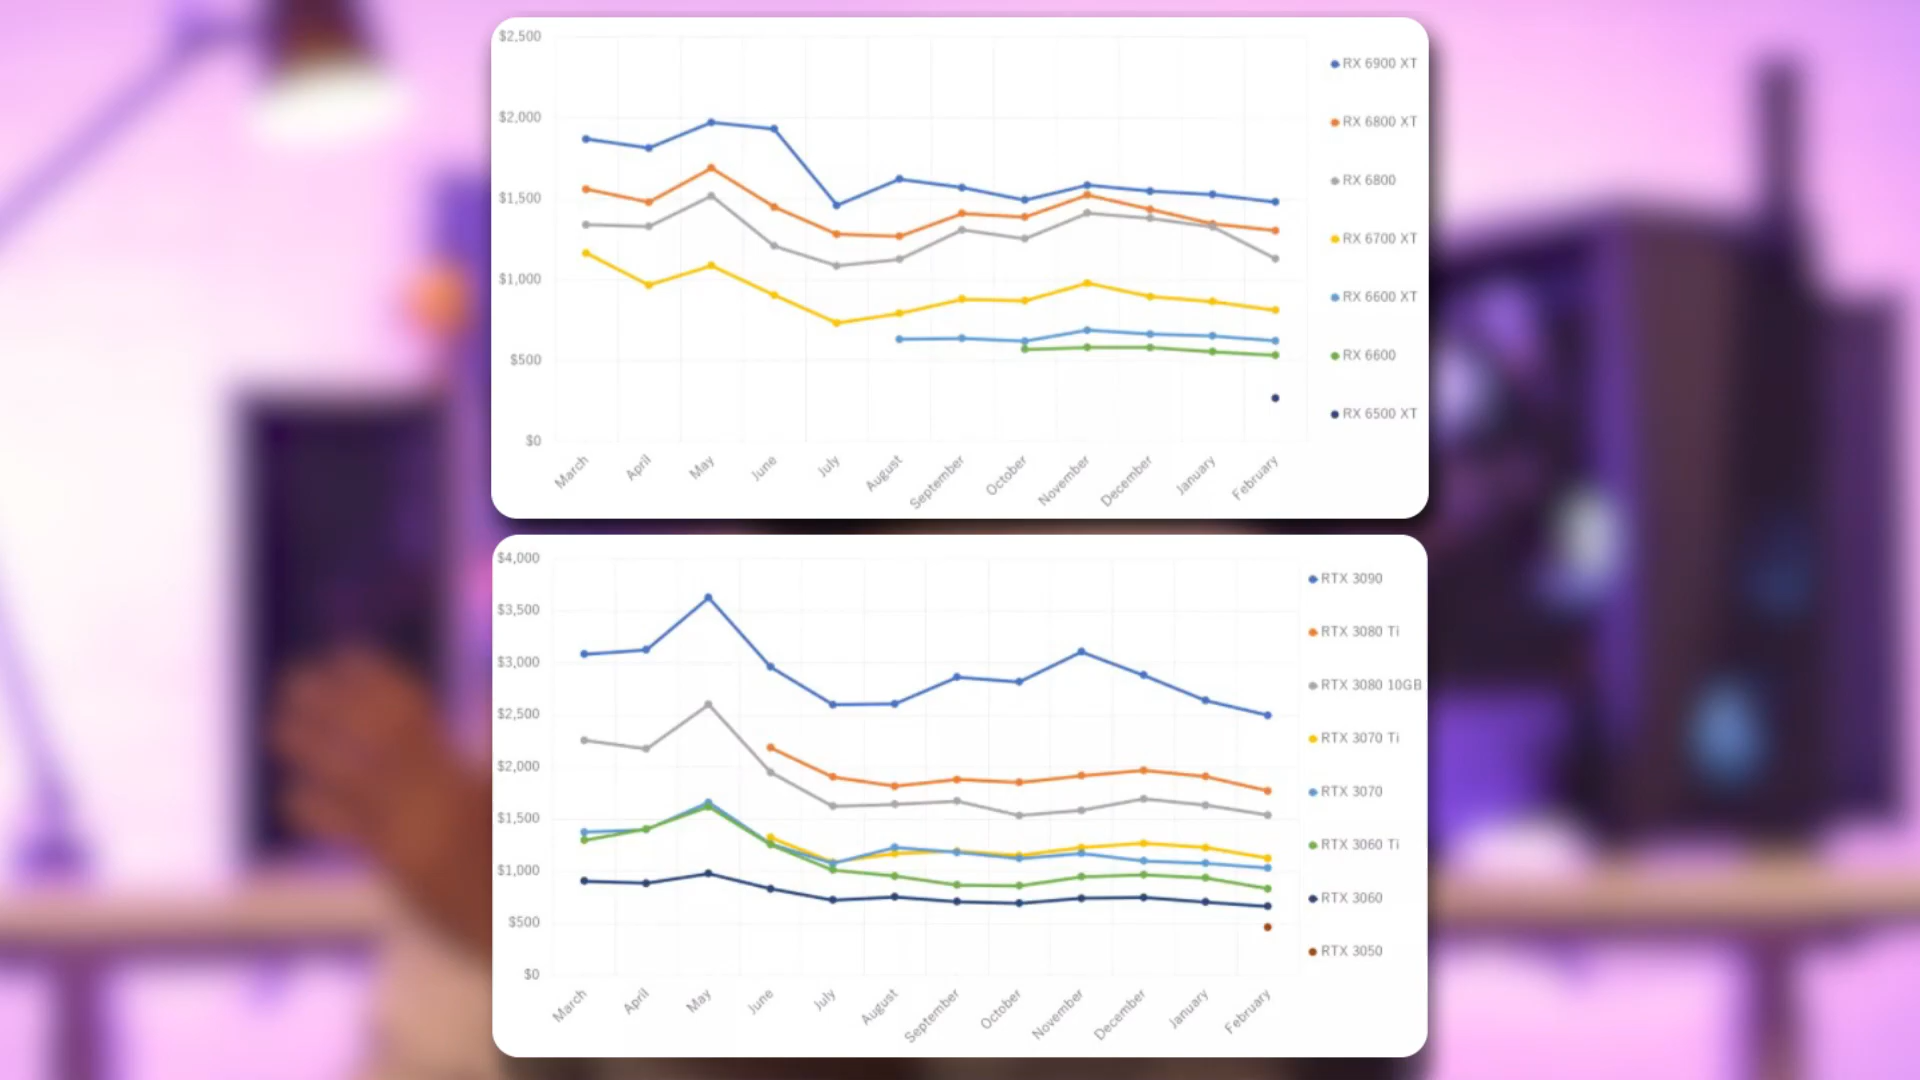 $2,500
$2,000
$1,500
$1,000
$500
$0
March April May June July August September October November December January February
RX 6900 XT
RX 6800 XT
RX 6800
RX 6700 XT
RX 6600 XT
RX 6600
RX 6500 XT
$4,000
$3,500
$3,000
$2,500
$2,000
$1,500
$1,000
$500
$0
March April May June July August September October November December January February
RTX 3090
RTX 3080 Ti
RTX 3080 10GB
RTX 3070 Ti
RTX 3070
RTX 3060 Ti
RTX 3060
RTX 3050